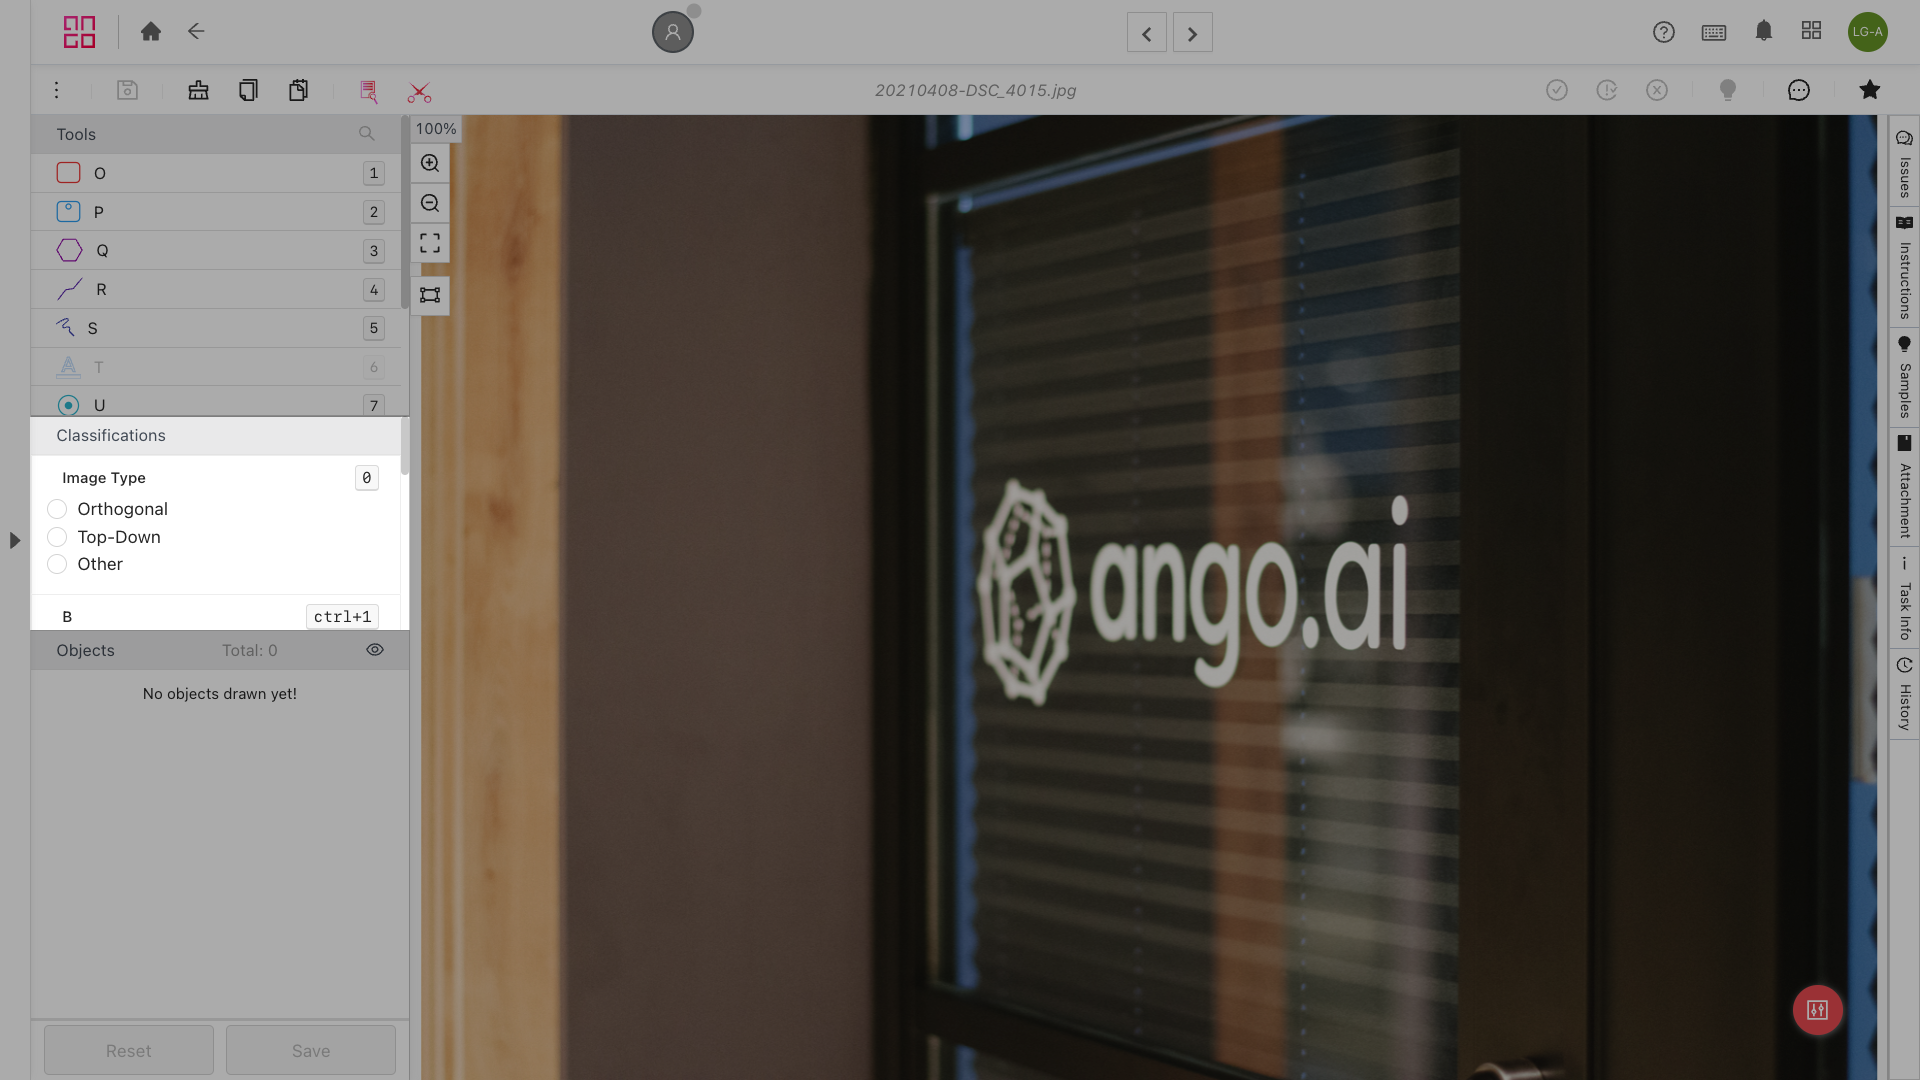 LG-A
20210408-DSC_4015.jpg
Tools
O 1
P 2
Q 3
R 4
S 5
T 6
U 7
Classifications
Image Type 0
Orthogonal
Top-Down
Other
B ctrl+1
Objects Total: 0
No objects drawn yet!
Reset Save
100%
ango.ai
Issues
Instructions
Samples
Attachment
Task Info
History